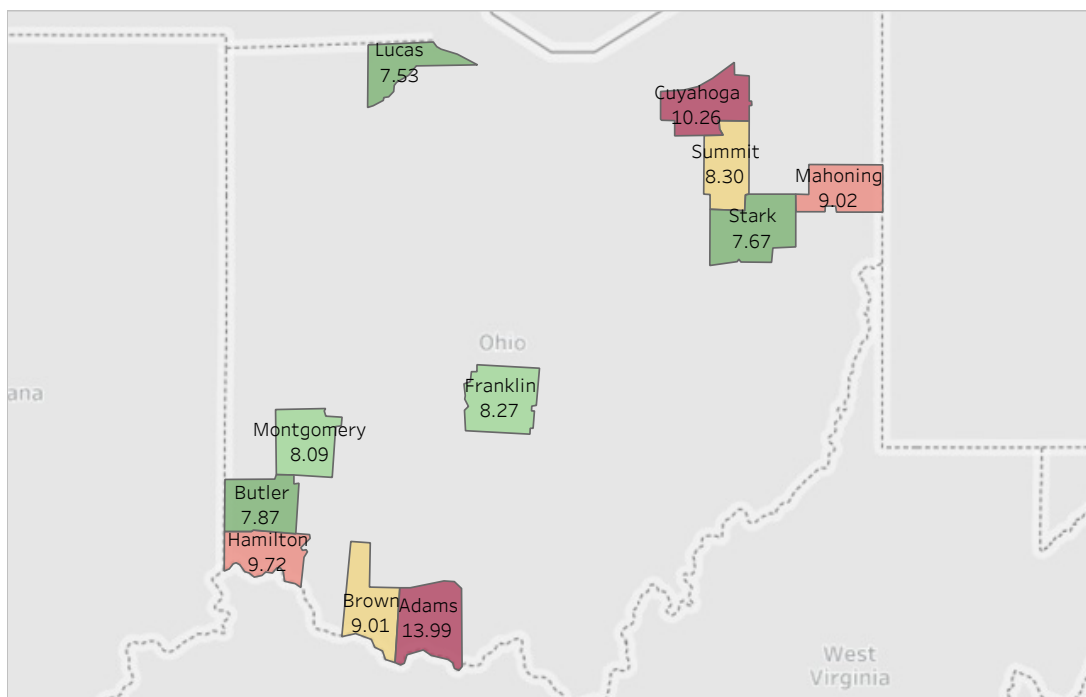 Lucas
7.53
Cuyahoga
10.26
Summit
8.30
Mahoning
9.02
Stark
7.67
Ohio
ana
Franklin
8.27
Montgomery
8.09
Butler
7.87
Hamilton
9.72
Brown
9.01
Adams
13.99
West
Virginia